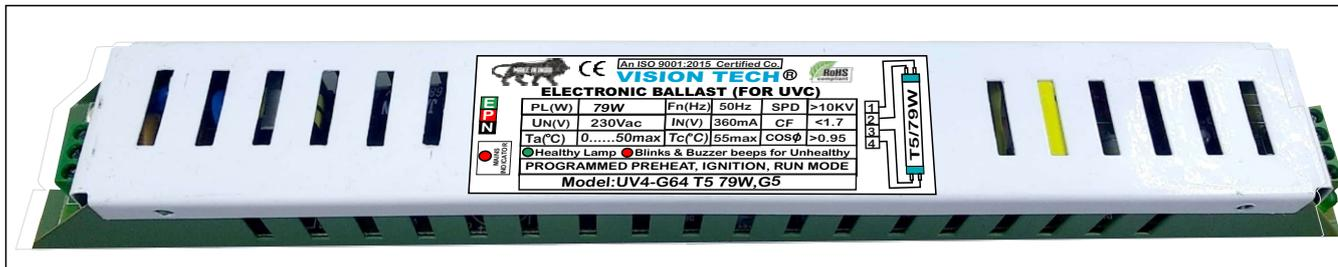 MAKE IN INDIA
CE
An ISO 9001:2015 Certified Co.
VISION TECH®
RoHS
compliant
ELECTRONIC BALLAST (FOR UVC)
E
P
N
PL(W) 79W Fn(Hz) 50Hz SPD >10KV
UN(V) 230Vac IN(V) 360mA CF <1.7
Ta(°C) 0......50max Tc(°C) 55max COSØ >0.95
MAINS
INDICATOR
Healthy Lamp Blinks & Buzzer beeps for Unhealthy
PROGRAMMED PREHEAT, IGNITION, RUN MODE
Model:UV4-G64 T5 79W,G5
1
2
3
4
T5/79W